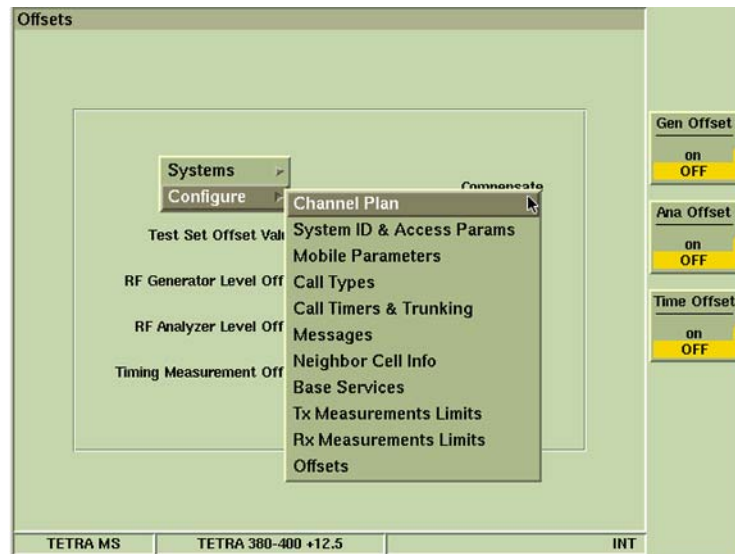 Offsets
Systems
Configure
Compensate
Channel Plan
System ID & Access Params
Mobile Parameters
Call Types
Call Timers & Trunking
Messages
Neighbor Cell Info
Base Services
Tx Measurements Limits
Rx Measurements Limits
Offsets
Test Set Offset Valu
RF Generator Level Off
RF Analyzer Level Off
Timing Measurement Off
Gen Offset
on
OFF
Ana Offset
on
OFF
Time Offset
on
OFF
TETRA MS
TETRA 380-400 +12.5
INT